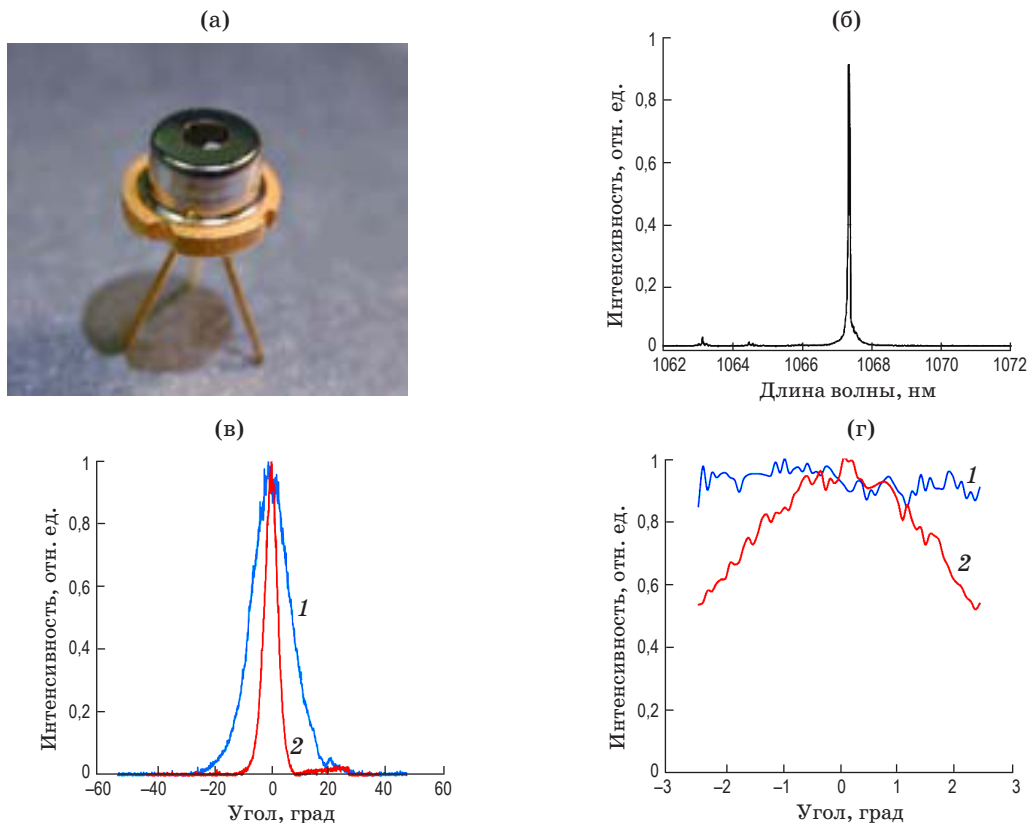 (а)
(б)
Интенсивность, отн. ед.
1
0,8
0,6
0,4
0,2
0
1062 1064 1066 1068 1070 1072
Длина волны, нм
(в)
Интенсивность, отн. ед.
1
0,8
0,6
0,4
0,2
0
1
2
–60 –40 –20 0 20 40 60
Угол, град
(г)
Интенсивность, отн. ед.
1
0,8
0,6
0,4
0,2
0
1
2
–3 –2 –1 0 1 2 3
Угол, град